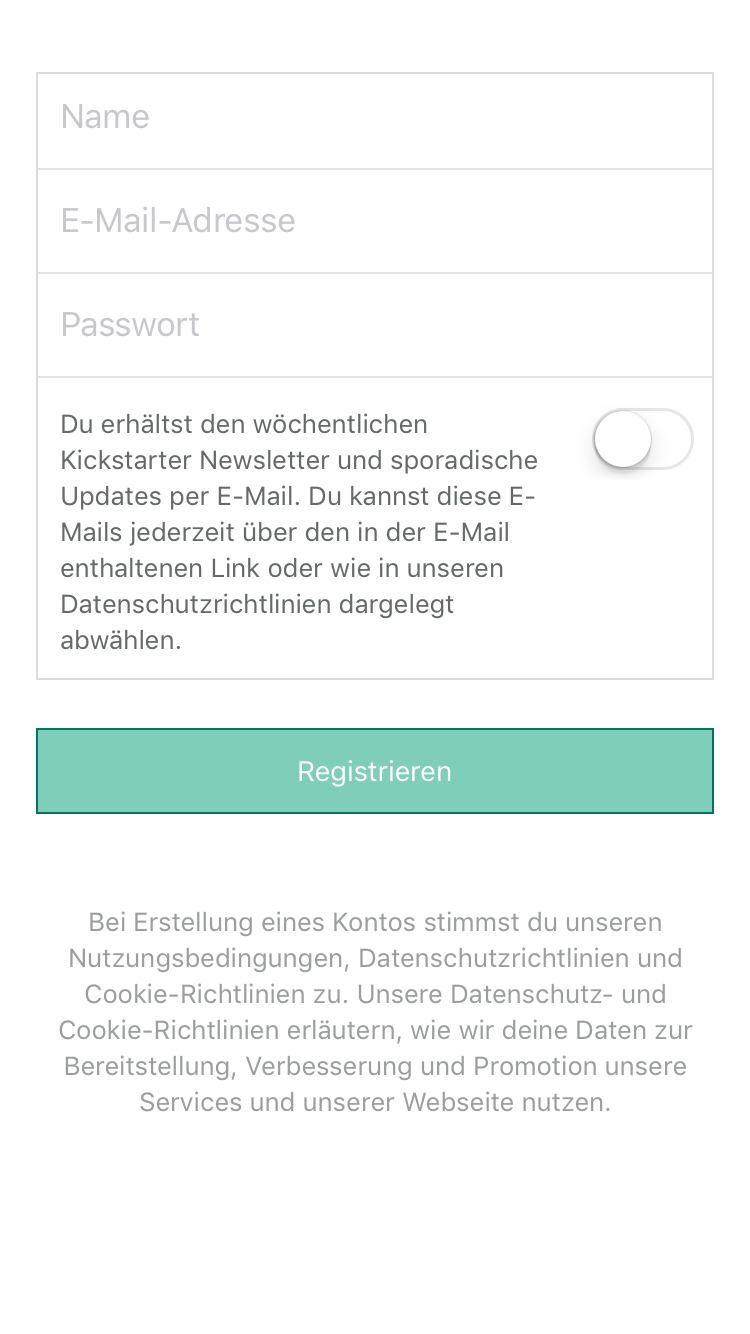 Name
E-Mail-Adresse
Passwort
Du erhältst den wöchentlichen
Kickstarter Newsletter und sporadische
Updates per E-Mail. Du kannst diese E-
Mails jederzeit über den in der E-Mail
enthaltenen Link oder wie in unseren
Datenschutzrichtlinien dargelegt
abwählen.
Registrieren
Bei Erstellung eines Kontos stimmst du unseren
Nutzungsbedingungen, Datenschutzrichtlinien und
Cookie-Richtlinien zu. Unsere Datenschutz- und
Cookie-Richtlinien erläutern, wie wir deine Daten zur
Bereitstellung, Verbesserung und Promotion unsere
Services und unserer Webseite nutzen.